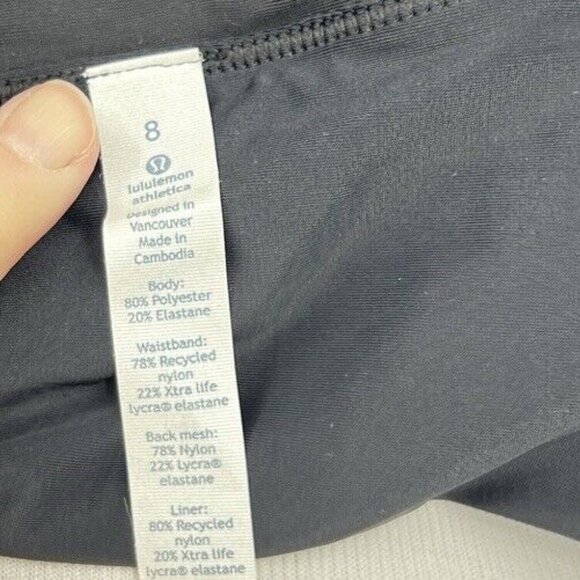 8
lululemon
athletica
Designed in
Vancouver
Made in
Cambodia
Body:
80% Polyester
20% Elastane
Waistband:
78% Recycled
nylon
22% Xtra life
lycra® elastane
Back mesh:
78% Nylon
22% Lycra®
elastane
Liner:
80% Recycled
nylon
20% Xtra life
lycra® elastane